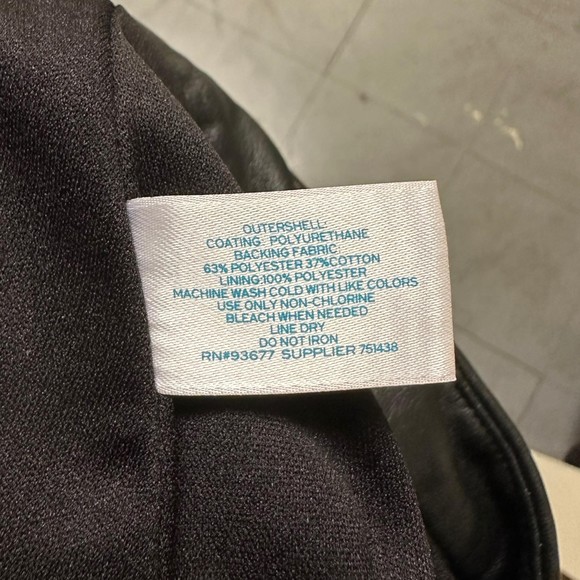 OUTERSHELL:
COATING POLYURETHANE
BACKING FABRIC
63% POLYESTER 37%COTTON
LINING:100% POLYESTER
MACHINE WASH COLD WITH LIKE COLORS
USE ONLY NON-CHLORINE
BLEACH WHEN NEEDED
LINE DRY
DO NOT IRON
RN#93677 SUPPLIER 751438